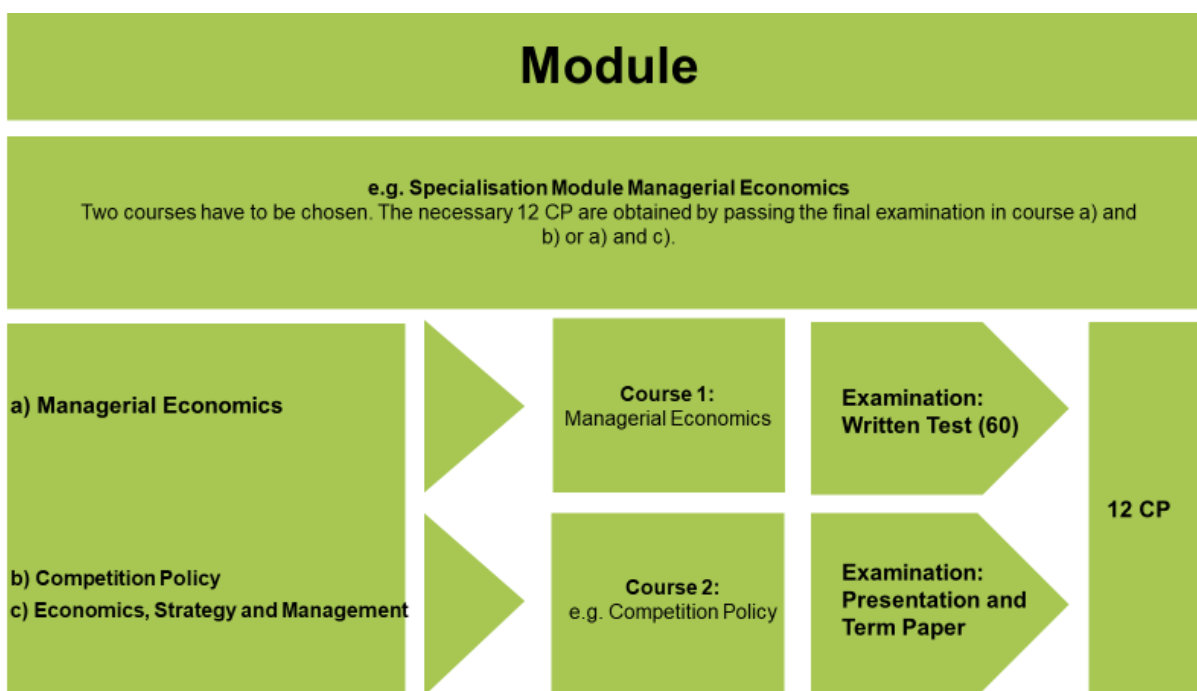 Module
e.g. Specialisation Module Managerial Economics
Two courses have to be chosen. The necessary 12 CP are obtained by passing the final examination in course a) and
b) or a) and c).
a) Managerial Economics
Course 1:
Managerial Economics
Examination:
Written Test (60)
12 CP
b) Competition Policy
c) Economics, Strategy and Management
Course 2:
e.g. Competition Policy
Examination:
Presentation and
Term Paper